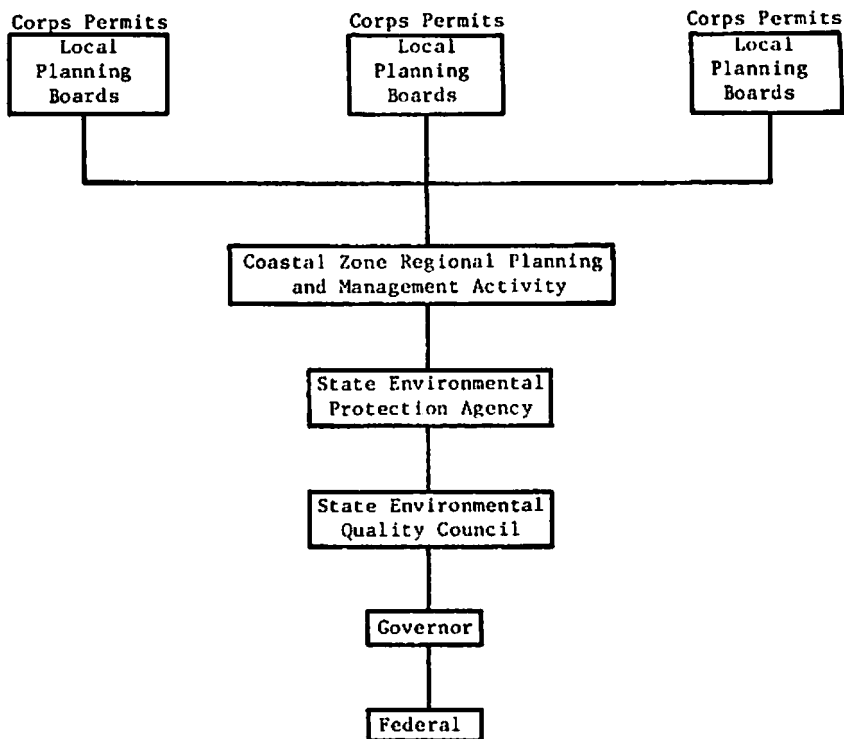 Corps Permits
Local
Planning
Boards
Corps Permits
Local
Planning
Boards
Corps Permits
Local
Planning
Boards
Coastal Zone Regional Planning
and Management Activity
State Environmental
Protection Agency
State Environmental
Quality Council
Governor
Federal